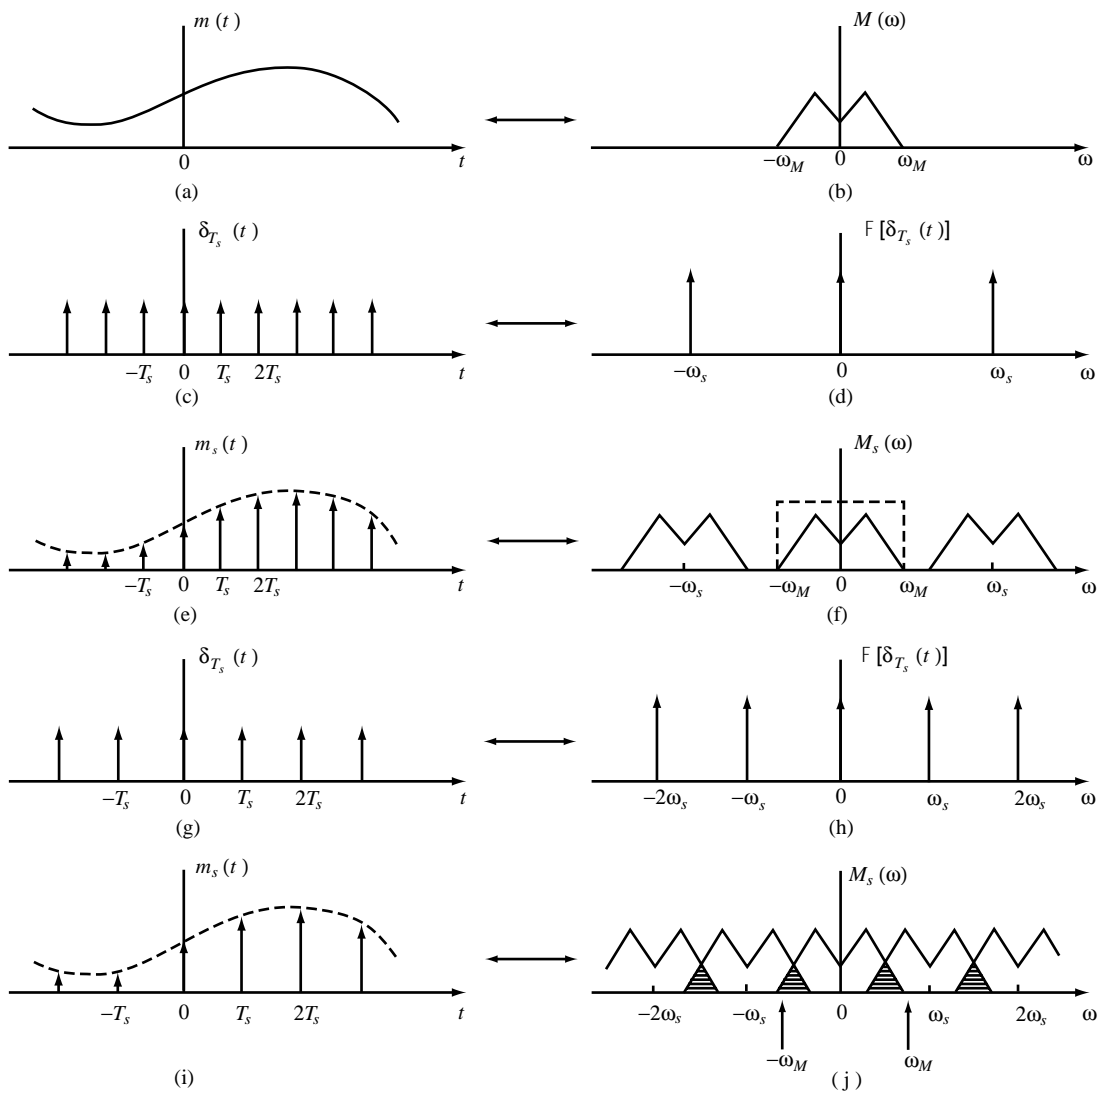 m (t) M (ω)
0 t −ω_M 0 ω_M ω
(a) (b)
δ_{T_s} (t) F [δ_{T_s} (t)]
−T_s 0 T_s 2T_s t −ω_s 0 ω_s ω
(c) (d)
m_s (t) M_s (ω)
−T_s 0 T_s 2T_s t −ω_s −ω_M 0 ω_M ω_s ω
(e) (f)
δ_{T_s} (t) F [δ_{T_s} (t)]
−T_s 0 T_s 2T_s t −2ω_s −ω_s 0 ω_s 2ω_s ω
(g) (h)
m_s (t) M_s (ω)
−T_s 0 T_s 2T_s t −2ω_s −ω_s 0 ω_s 2ω_s ω
−ω_M ω_M
(i) (j)